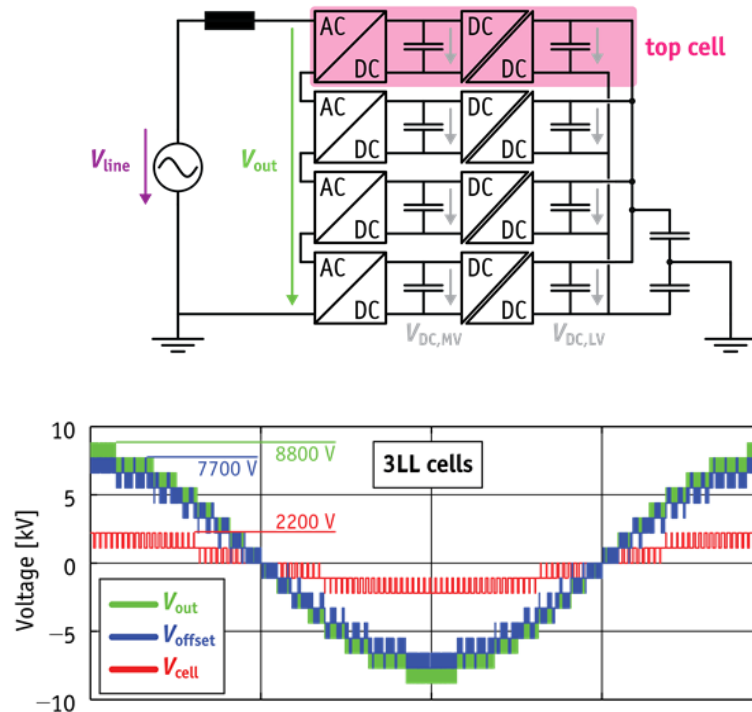 AC
DC
DC
DC
top cell
AC
DC
DC
DC
Vline
Vout
AC
DC
DC
DC
AC
DC
DC
DC
VDC,MV
VDC,LV
10
8800 V
7700 V
3LL cells
5
2200 V
0
Voltage [kV]
Vout
Voffset
Vcell
−5
−10